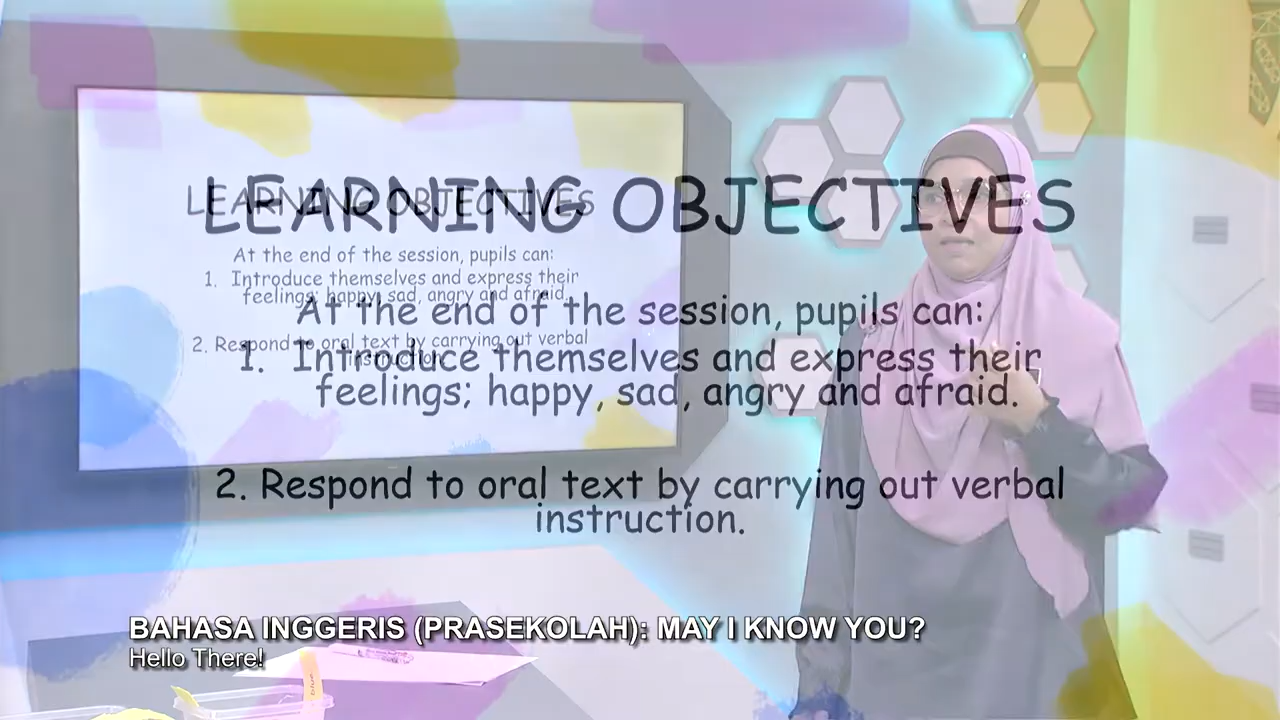 LEARNING OBJECTIVES
At the end of the session, pupils can:
1. Introduce themselves and express their
feelings; happy, sad, angry and afraid.
2. Respond to oral text by carrying out verbal
instruction.
LEARNING OBJECTIVES
At the end of the session, pupils can:
1. Introduce themselves and express their
feelings; happy, sad, angry and afraid.
2. Respond to oral text by carrying out verbal
instruction.
BAHASA INGGERIS (PRASEKOLAH): MAY I KNOW YOU?
Hello There!